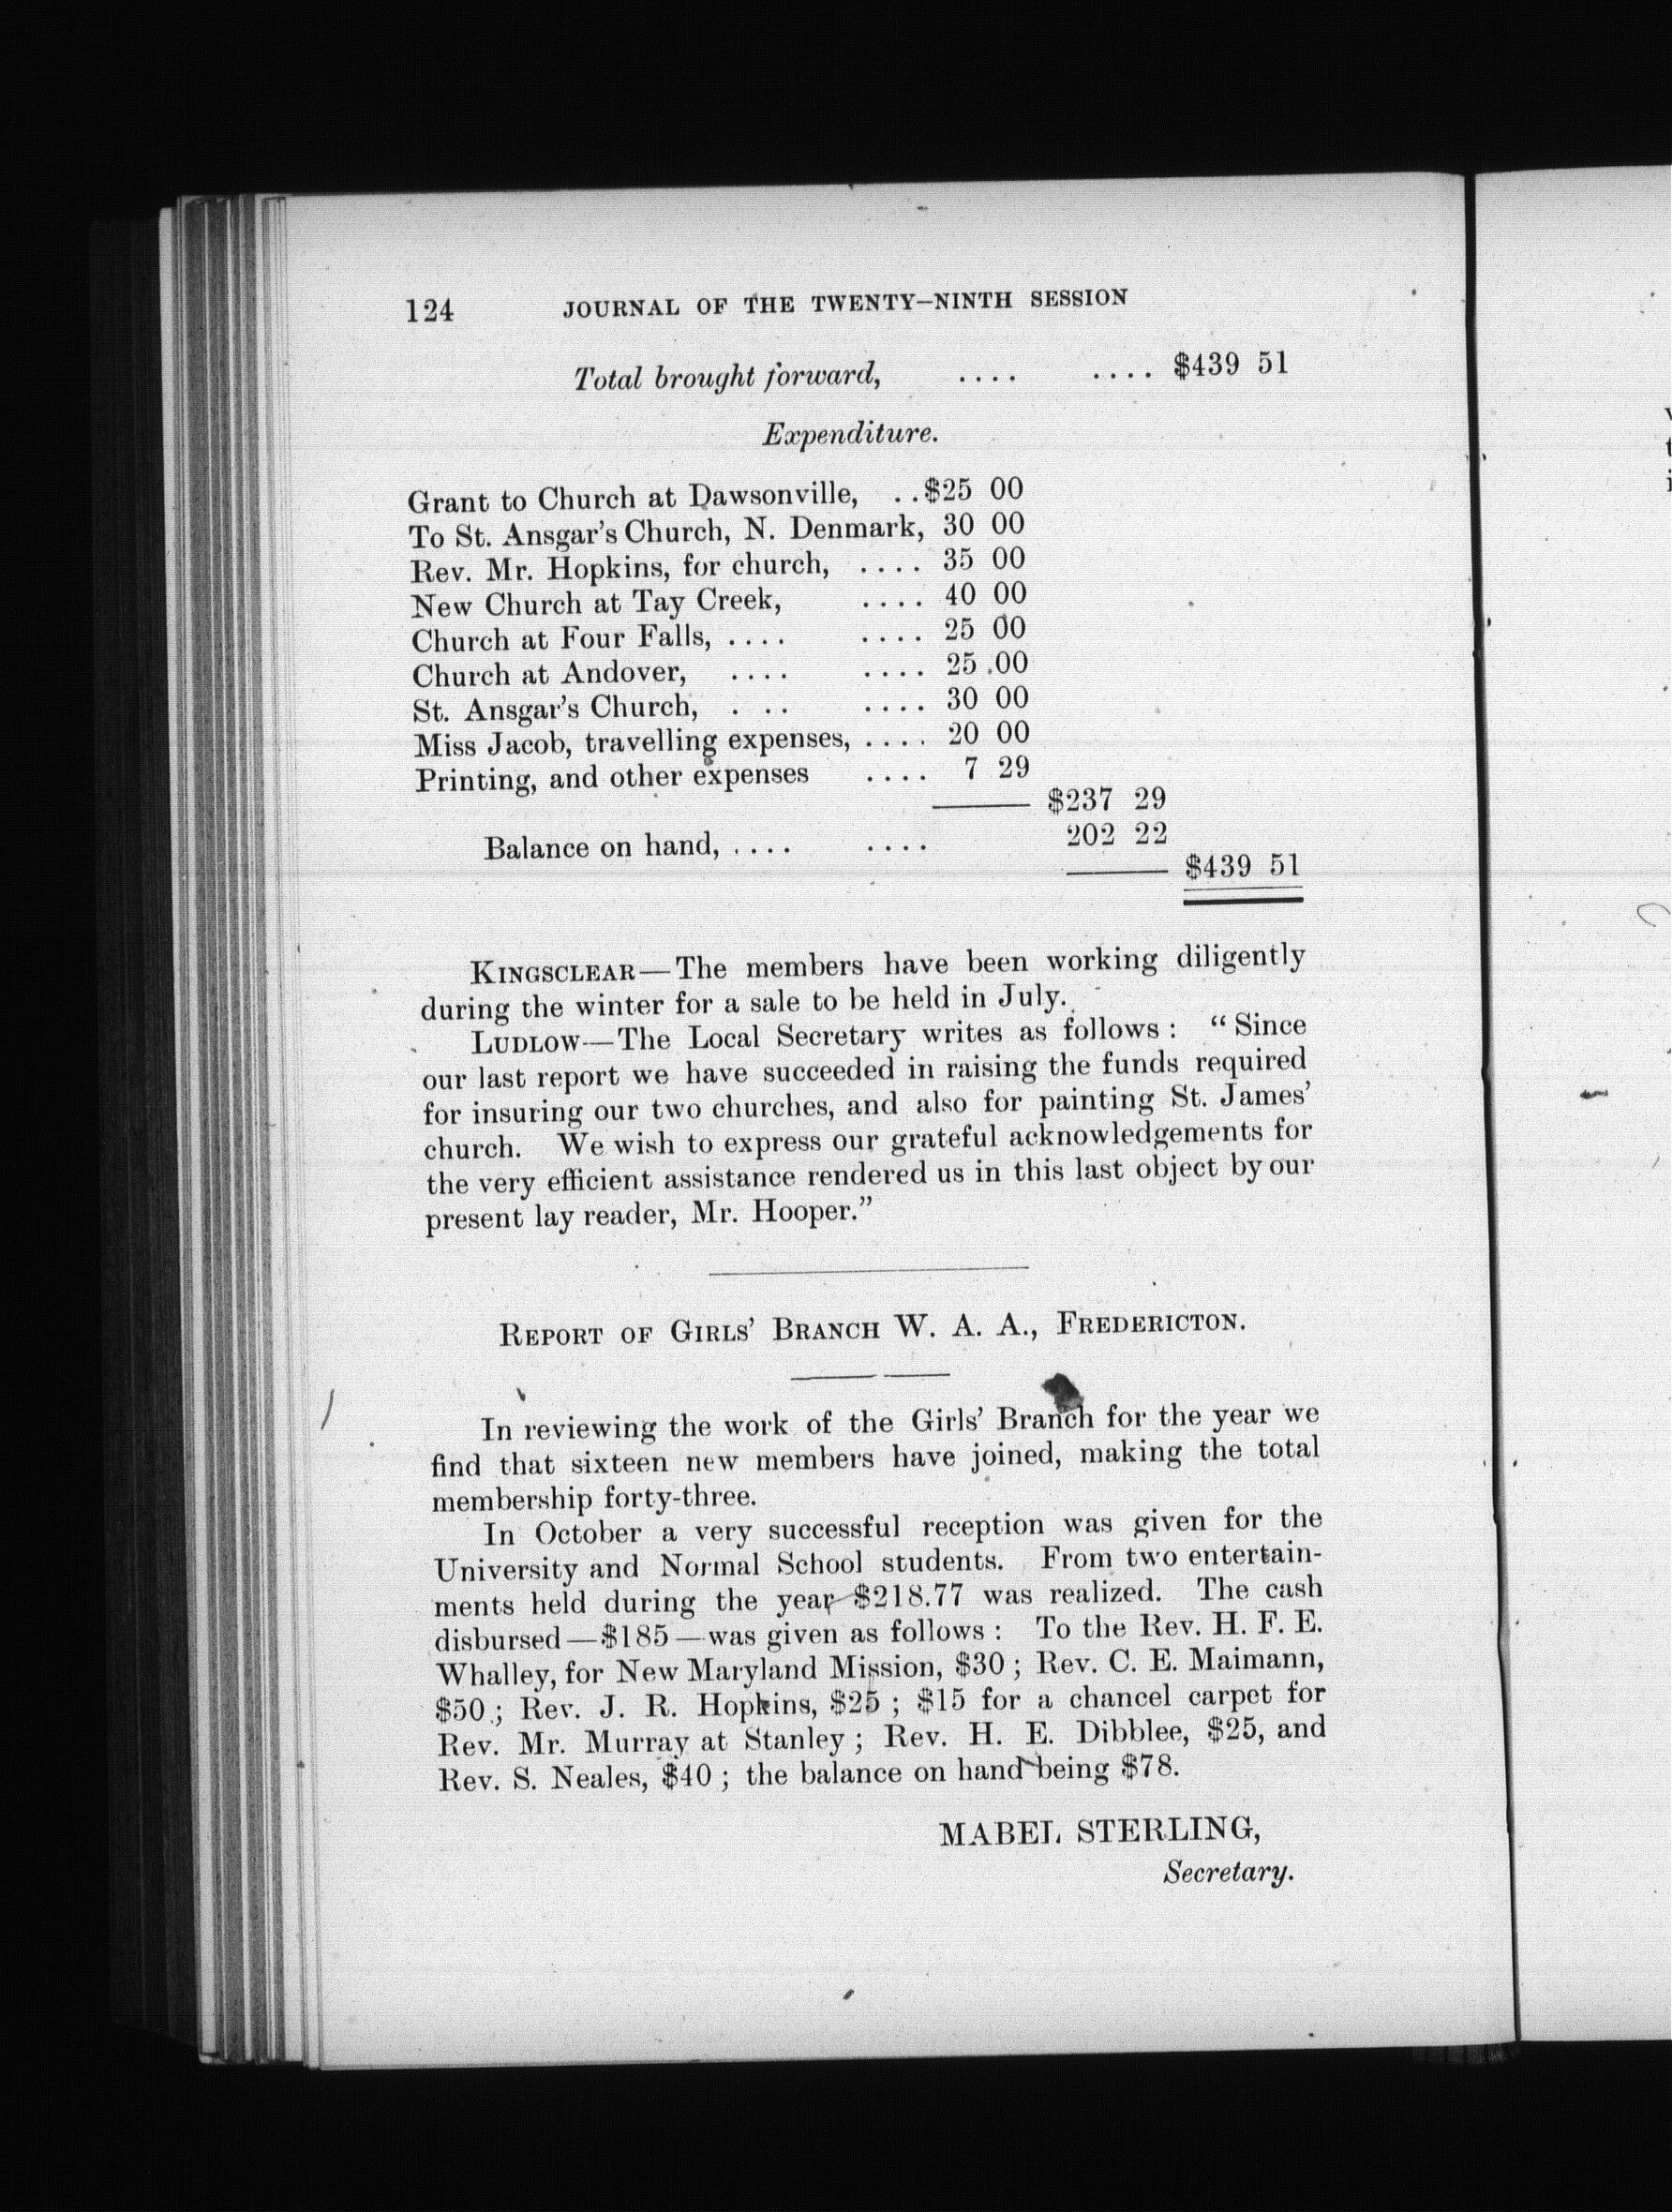 124 JOURNAL OF THE TWENTY-NINTH SESSION
Total brought forward, .... .... $439 51
Expenditure.
Grant to Church at Dawsonville, ..$25 00
To St. Ansgar's Church, N. Denmark, 30 00
Rev. Mr. Hopkins, for church, .... 35 00
New Church at Tay Creek, .... 40 00
Church at Four Falls, .... .... 25 00
Church at Andover, .... .... 25 00
St. Ansgar's Church, . .. .... 30 00
Miss Jacob, travelling expenses, .... 20 00
Printing, and other expenses .... 7 29
$237 29
Balance on hand, .... .... 202 22
$439 51
KINGSCLEAR—The members have been working diligently
during the winter for a sale to be held in July.
LUDLOW—The Local Secretary writes as follows: "Since
our last report we have succeeded in raising the funds required
for insuring our two churches, and also for painting St. James'
church. We wish to express our grateful acknowledgements for
the very efficient assistance rendered us in this last object by our
present lay reader, Mr. Hooper."
REPORT OF GIRLS' BRANCH W. A. A., FREDERICTON.
In reviewing the work of the Girls' Branch for the year we
find that sixteen new members have joined, making the total
membership forty-three.
In October a very successful reception was given for the
University and Normal School students. From two entertain-
ments held during the year $218.77 was realized. The cash
disbursed—$185—was given as follows: To the Rev. H. F. E.
Whalley, for New Maryland Mission, $30; Rev. C. E. Maimann,
$50; Rev. J. R. Hopkins, $25; $15 for a chancel carpet for
Rev. Mr. Murray at Stanley; Rev. H. E. Dibblee, $25, and
Rev. S. Neales, $40; the balance on hand being $78.
MABEL STERLING,
Secretary.